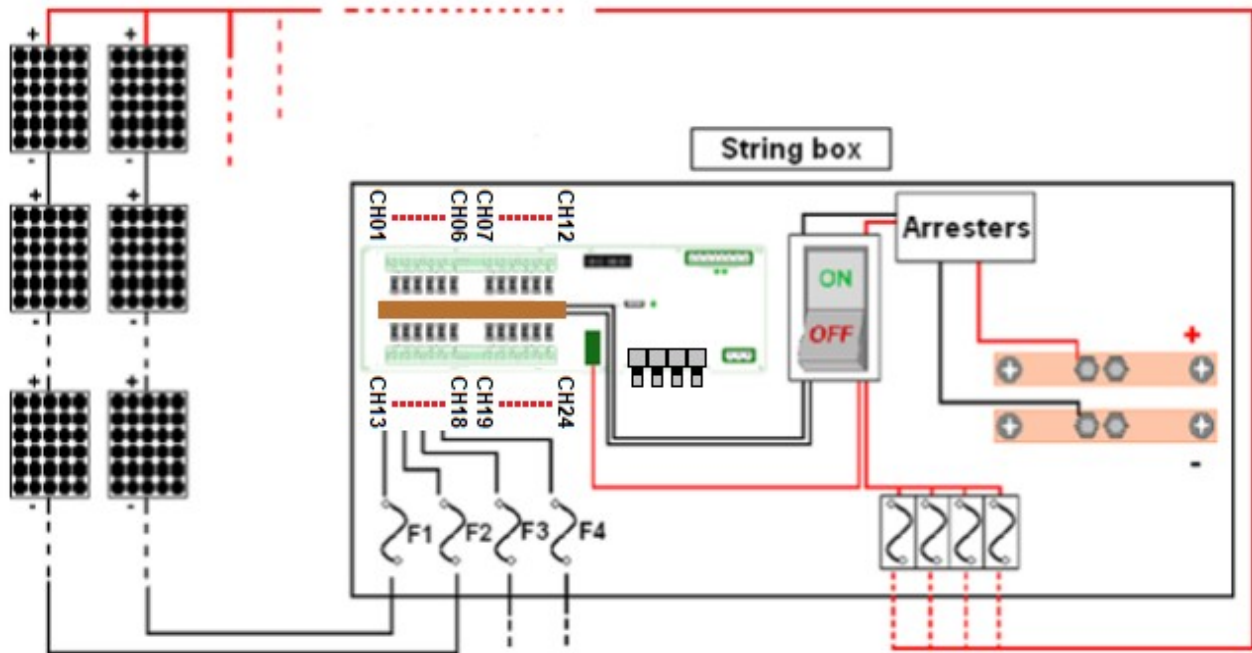 String box
CH01
CH06
CH07
CH12
Arresters
ON
OFF
CH13
CH18
CH19
CH24
F1
F2
F3
F4
+
-
+
-
+
-
+
-
+
-
+
-
+
-